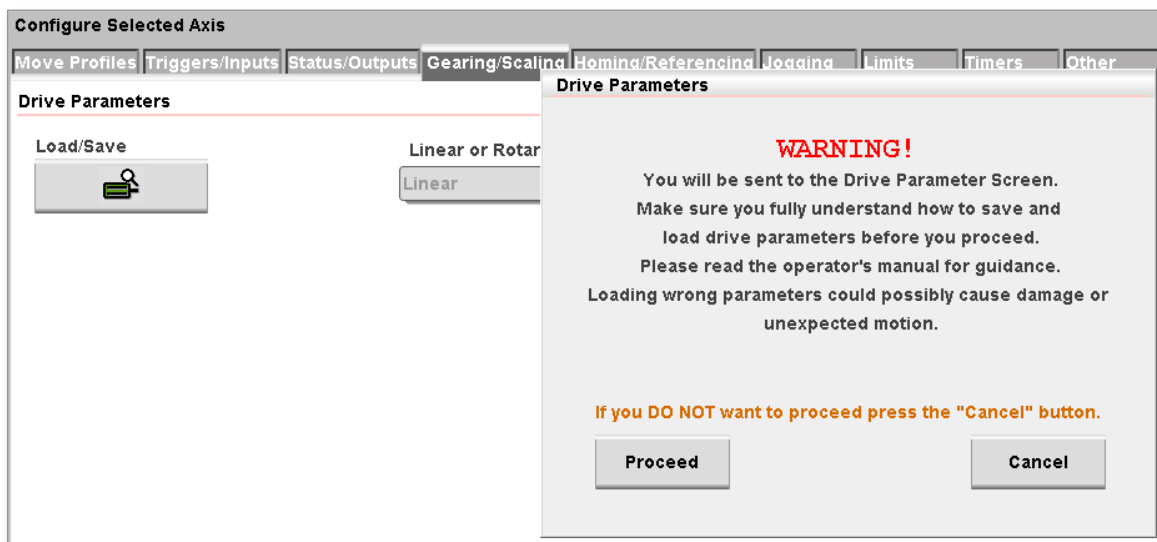 Configure Selected Axis
Move Profiles Triggers/Inputs Status/Outputs Gearing/Scaling Homing/Referencing Jogging Limits Timers Other
Drive Parameters
Load/Save
Linear or Rotar
Linear
Drive Parameters
WARNING!
You will be sent to the Drive Parameter Screen.
Make sure you fully understand how to save and
load drive parameters before you proceed.
Please read the operator's manual for guidance.
Loading wrong parameters could possibly cause damage or
unexpected motion.
If you DO NOT want to proceed press the "Cancel" button.
Proceed Cancel